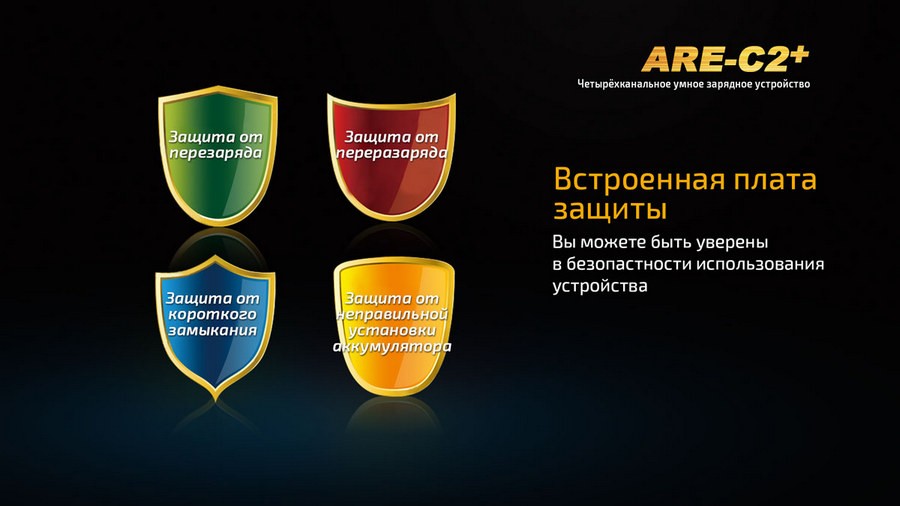 ARE-C2+
Четырёхканальное умное зарядное устройство
Защита от
перезаряда
Защита от
переразаряда
Встроенная плата
защиты
Вы можете быть уверены
в безопастности использования
устройства
Защита от
короткого
замыкания
Защита от
неправильной
установки
аккумулятора